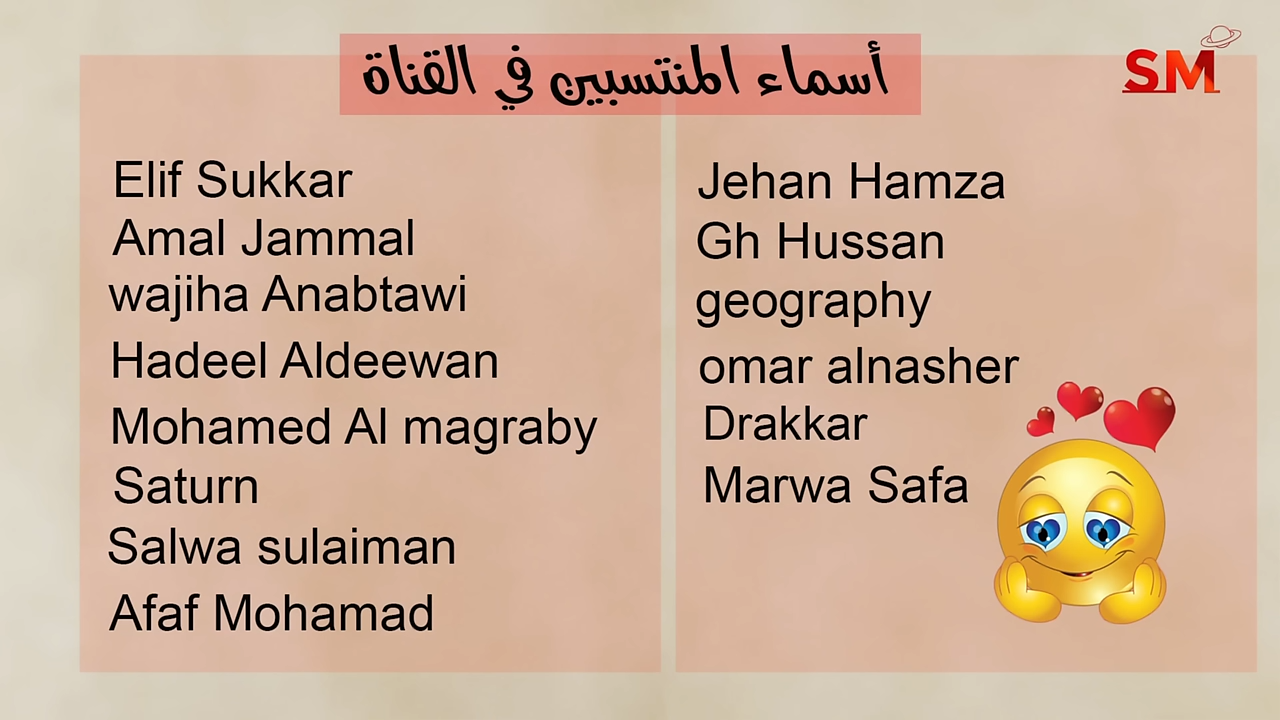 أسماء المنتسبين في القناة
SM
Elif Sukkar
Amal Jammal
wajiha Anabtawi
Hadeel Aldeewan
Mohamed Al magraby
Saturn
Salwa sulaiman
Afaf Mohamad
Jehan Hamza
Gh Hussan
geography
omar alnasher
Drakkar
Marwa Safa